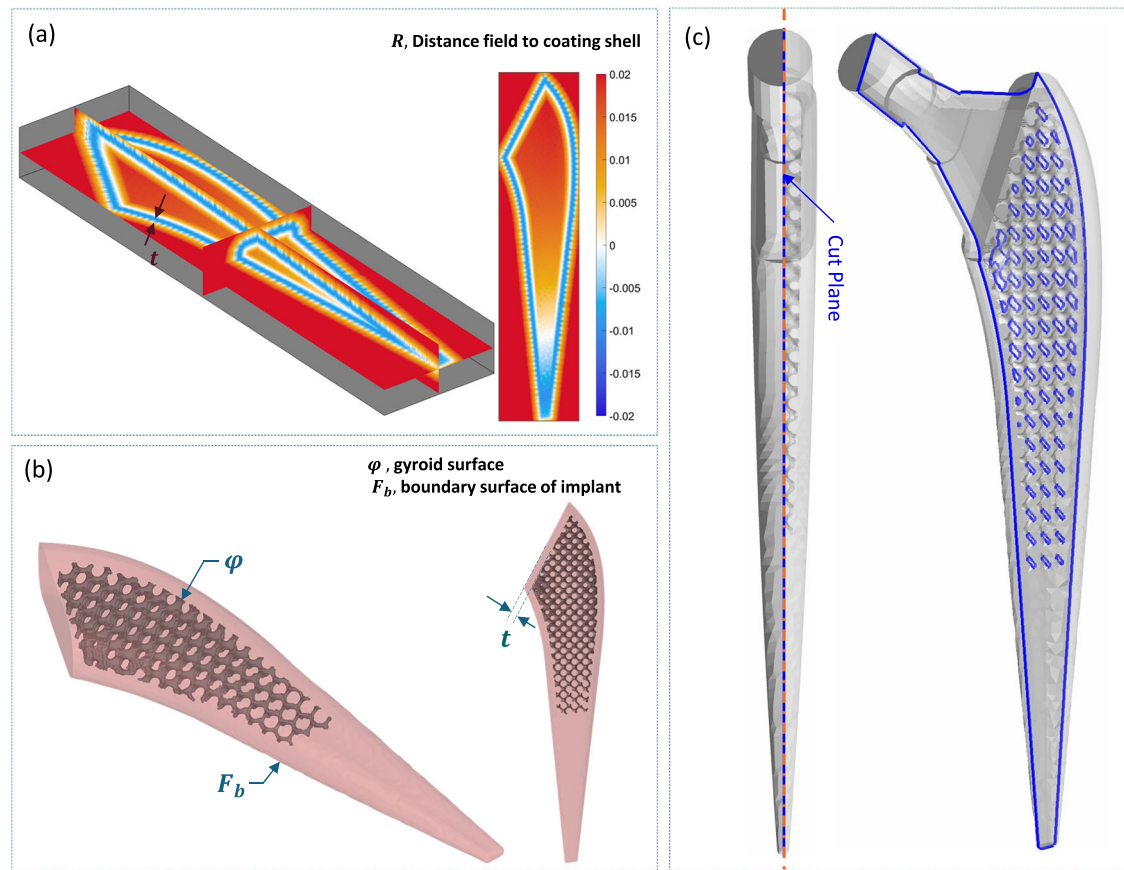 (a)
R, Distance field to coating shell
0.02
0.015
0.01
0.005
0
-0.005
-0.01
-0.015
-0.02
t
(b)
φ , gyroid surface
F_b, boundary surface of implant
φ
t
F_b
(c)
Cut Plane